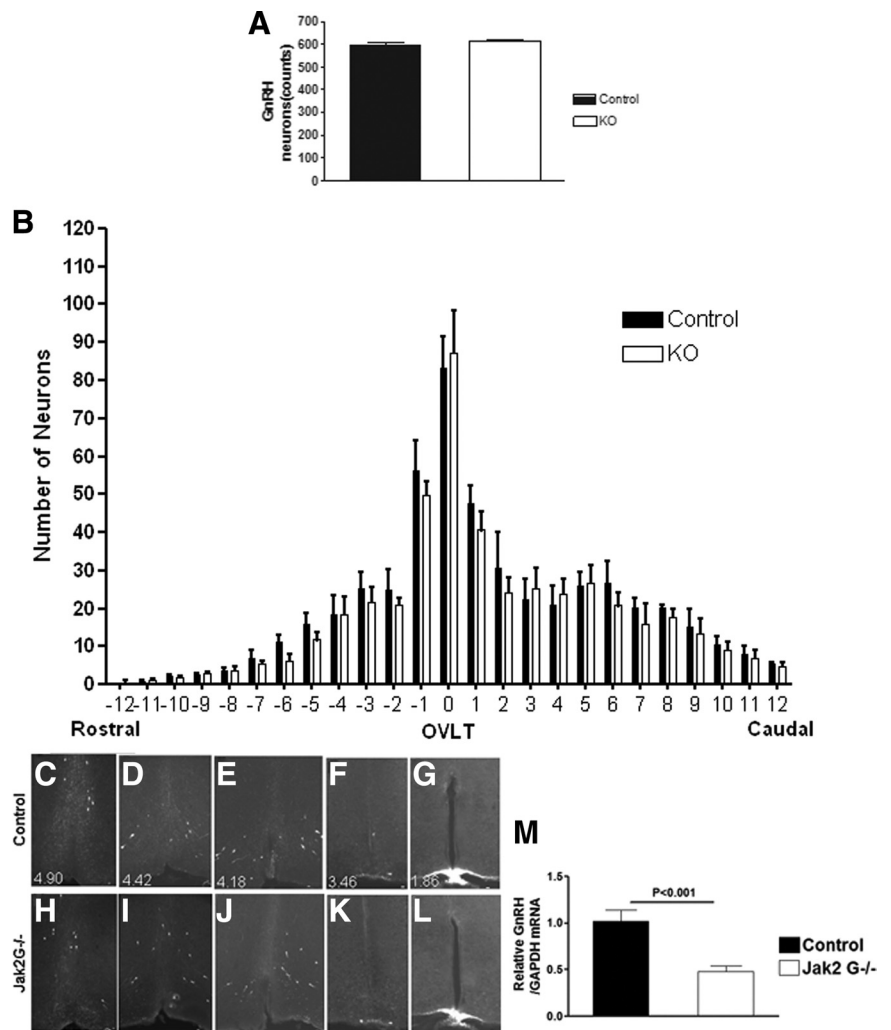 A
700
600
500
400
300
200
100
0
GnRH
neurons(counts)
Control
KO
B
120
110
100
90
80
70
60
50
40
30
20
10
0
Number of Neurons
Control
KO
-12 -11 -10 -9 -8 -7 -6 -5 -4 -3 -2 -1 0 1 2 3 4 5 6 7 8 9 10 11 12
Rostral OVLT Caudal
C D E F G
Control
4.90 4.42 4.18 3.46 1.86
H I J K L
Jak2G-/-
M
1.5
1.0
0.5
0.0
Relative GnRH
/GAPDH mRNA
P<0.001
Control
Jak2 G-/-